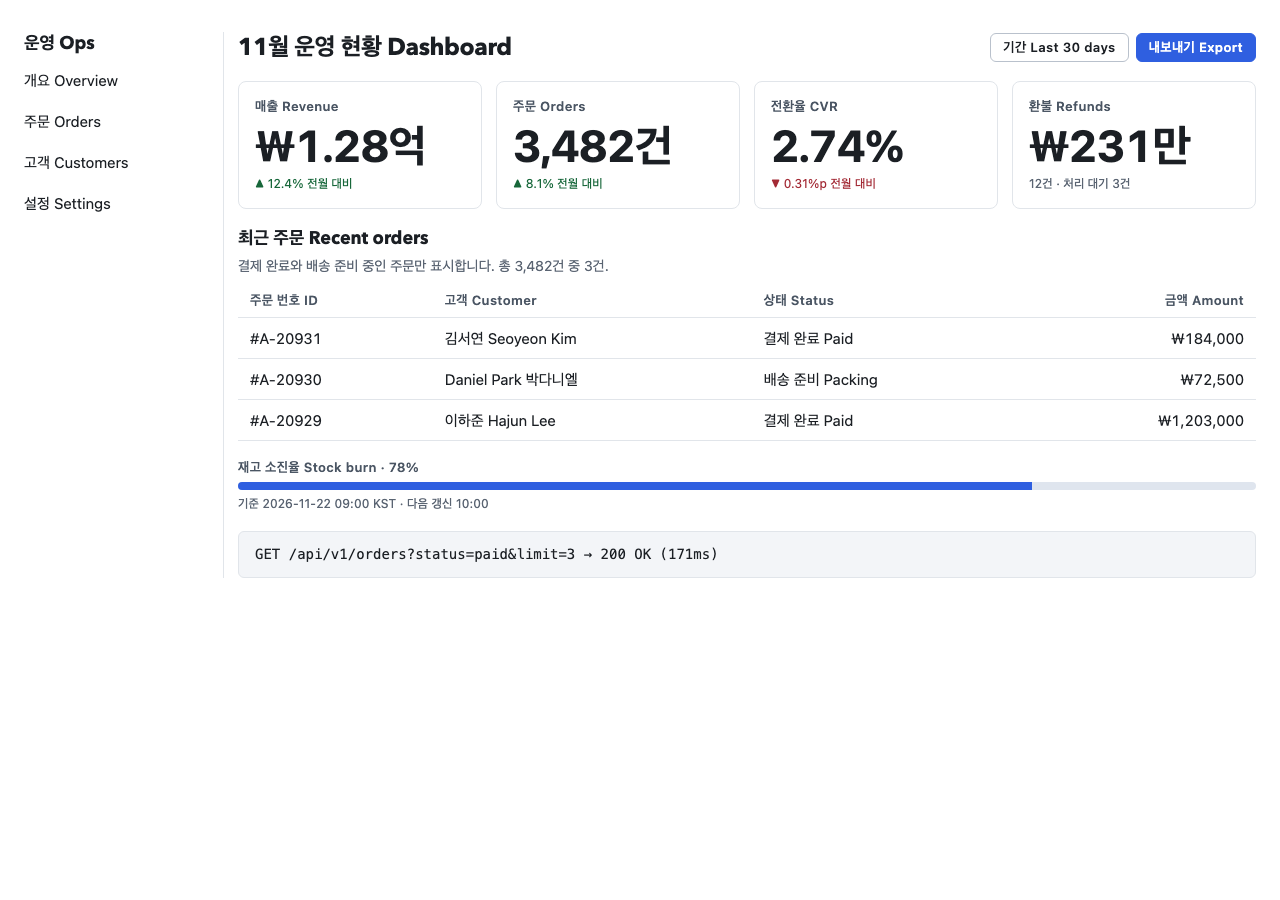 운영 Ops
개요 Overview
주문 Orders
고객 Customers
설정 Settings
11월 운영 현황 Dashboard
기간 Last 30 days
내보내기 Export
매출 Revenue
₩1.28억
▲ 12.4% 전월 대비
주문 Orders
3,482건
▲ 8.1% 전월 대비
전환율 CVR
2.74%
▼ 0.31%p 전월 대비
환불 Refunds
₩231만
12건 · 처리 대기 3건
최근 주문 Recent orders
결제 완료와 배송 준비 중인 주문만 표시합니다. 총 3,482건 중 3건.
주문 번호 ID 고객 Customer 상태 Status 금액 Amount
#A-20931 김서연 Seoyeon Kim 결제 완료 Paid ₩184,000
#A-20930 Daniel Park 박다니엘 배송 준비 Packing ₩72,500
#A-20929 이하준 Hajun Lee 결제 완료 Paid ₩1,203,000
재고 소진율 Stock burn · 78%
기준 2026-11-22 09:00 KST · 다음 갱신 10:00
GET /api/v1/orders?status=paid&limit=3 → 200 OK (171ms)